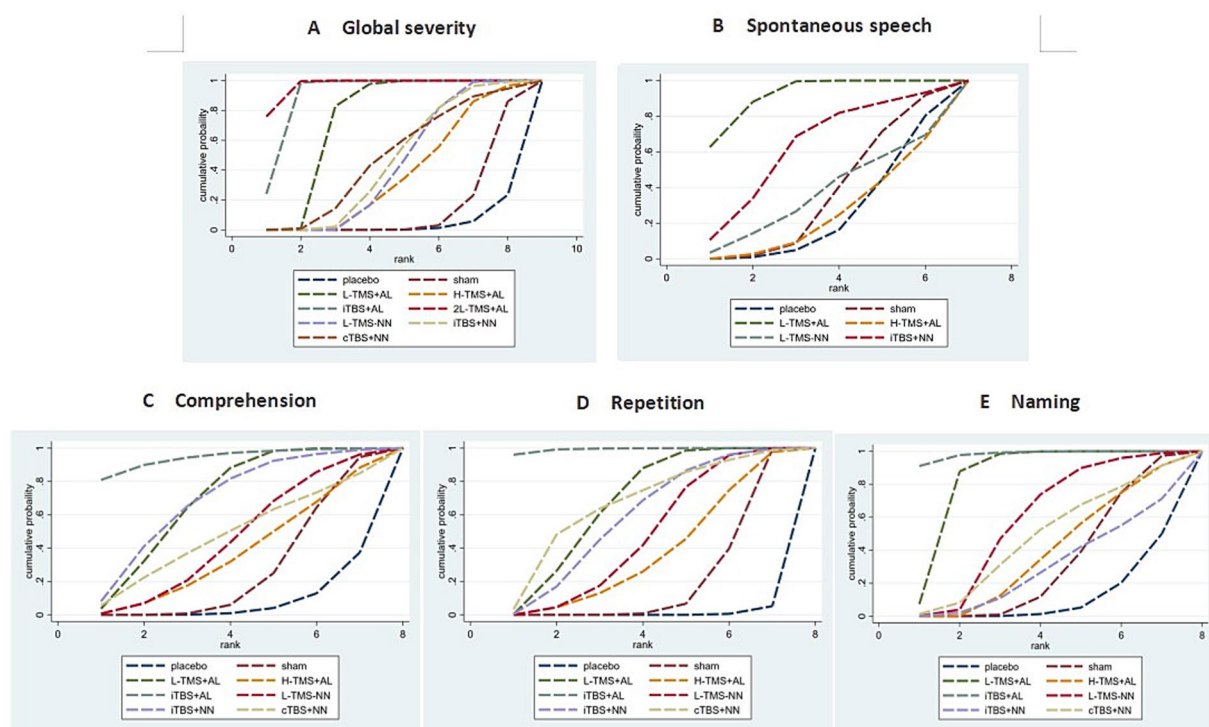 A Global severity
B Spontaneous speech
cumulative probaility
0 .2 .4 .6 .8 1
0 2 4 6 8 10
rank
placebo sham
L-TMS+AL H-TMS+AL
iTBS+AL 2L-TMS+AL
L-TMS-NN iTBS+NN
cTBS+NN
cumulative probaility
0 .2 .4 .6 .8 1
0 2 4 6 8
rank
placebo sham
L-TMS+AL H-TMS+AL
L-TMS-NN iTBS+NN
C Comprehension
D Repetition
E Naming
cumulative probaility
0 .2 .4 .6 .8 1
0 2 4 6 8
rank
placebo sham
L-TMS+AL H-TMS+AL
iTBS+AL L-TMS-NN
iTBS+NN cTBS+NN
cumulative probaility
0 .2 .4 .6 .8 1
0 2 4 6 8
rank
placebo sham
L-TMS+AL H-TMS+AL
iTBS+AL L-TMS-NN
iTBS+NN cTBS+NN
cumulative probaility
0 .2 .4 .6 .8 1
0 2 4 6 8
rank
placebo sham
L-TMS+AL H-TMS+AL
iTBS+AL L-TMS-NN
iTBS+NN cTBS+NN